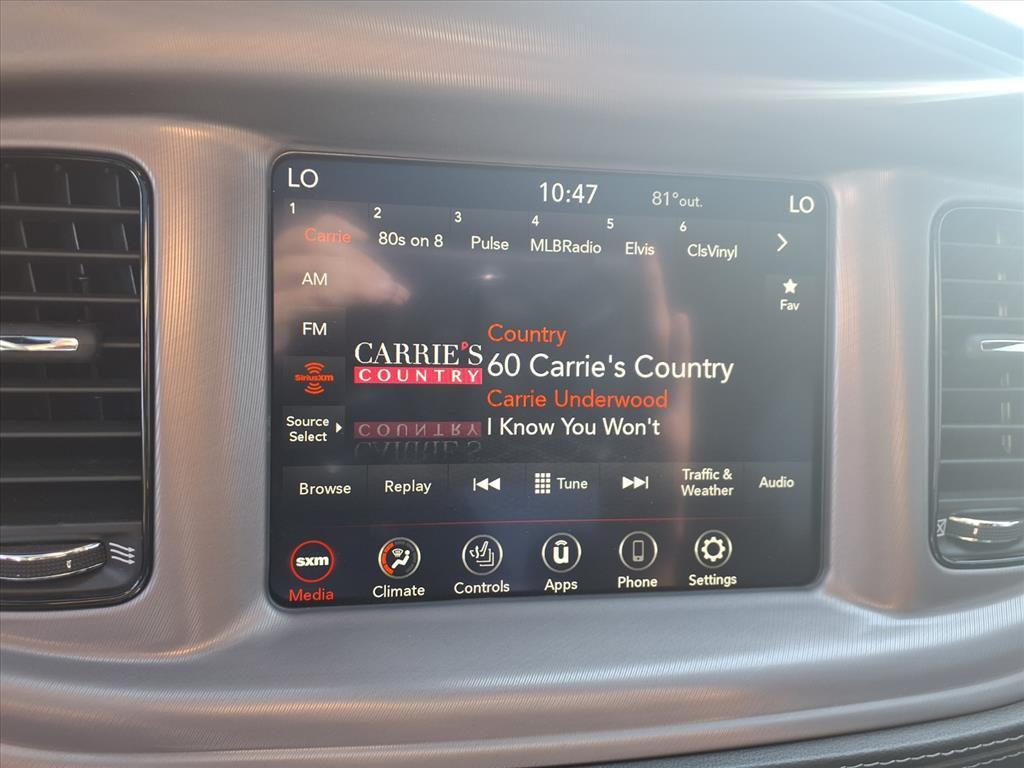 LO 10:47 81°out. LO
1 2 3 4 5 6
Carrie 80s on 8 Pulse MLBRadio Elvis ClsVinyl
AM
Fav
FM
SiriusXM
Source
Select
CARRIE'S
COUNTRY
Country
60 Carrie's Country
Carrie Underwood
I Know You Won't
Browse Replay Tune Traffic &
Weather Audio
sxm
Media Climate Controls Apps Phone Settings